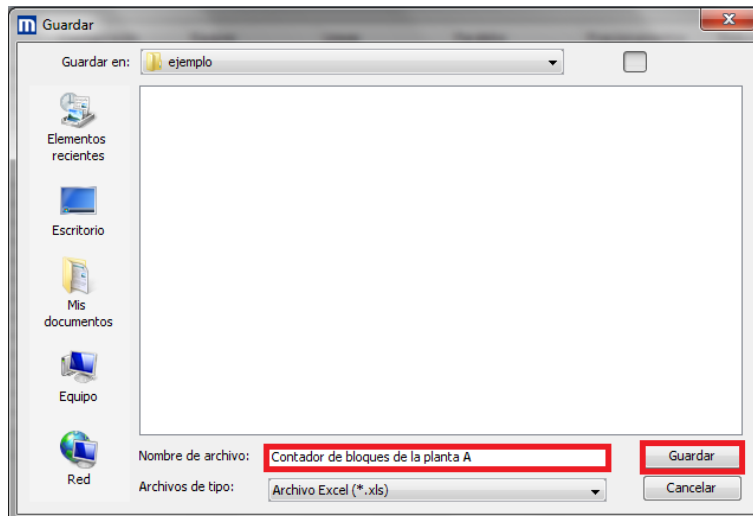 m Guardar
Guardar en: ejemplo
Elementos
recientes
Escritorio
Mis
documentos
Equipo
Red
Nombre de archivo: Contador de bloques de la planta A Guardar
Archivos de tipo: Archivo Excel (*.xls) Cancelar